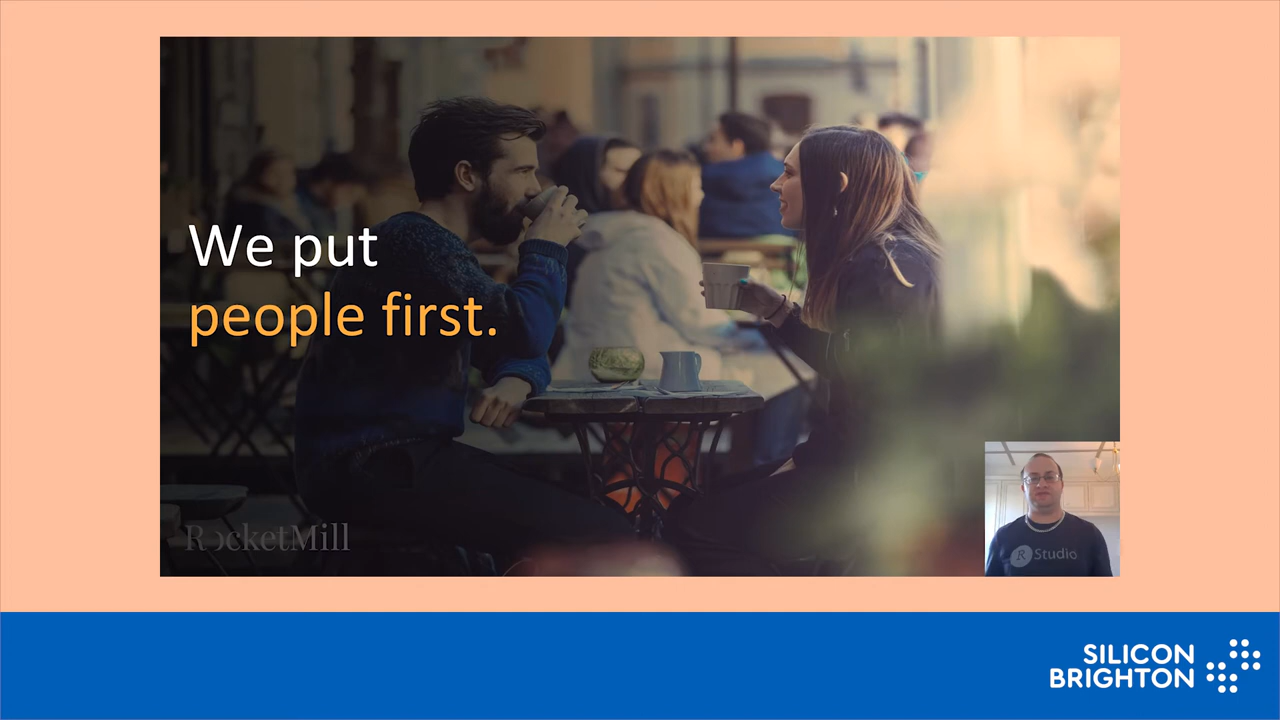 We put
people first.
RocketMill
R Studio
SILICON
BRIGHTON